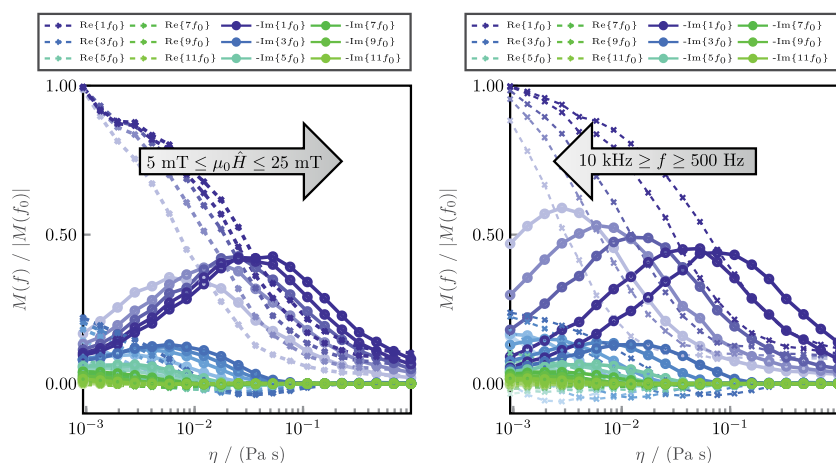 Re{1f₀} Re{7f₀} -Im{1f₀} -Im{7f₀}
Re{3f₀} Re{9f₀} -Im{3f₀} -Im{9f₀}
Re{5f₀} Re{11f₀} -Im{5f₀} -Im{11f₀}
1.00
0.50
0.00
M(f) / |M(f₀)|
5 mT ≤ μ₀Ĥ ≤ 25 mT
10⁻³ 10⁻² 10⁻¹
η / (Pa s)
Re{1f₀} Re{7f₀} -Im{1f₀} -Im{7f₀}
Re{3f₀} Re{9f₀} -Im{3f₀} -Im{9f₀}
Re{5f₀} Re{11f₀} -Im{5f₀} -Im{11f₀}
1.00
0.50
0.00
M(f) / |M(f₀)|
10 kHz ≥ f ≥ 500 Hz
10⁻³ 10⁻² 10⁻¹
η / (Pa s)